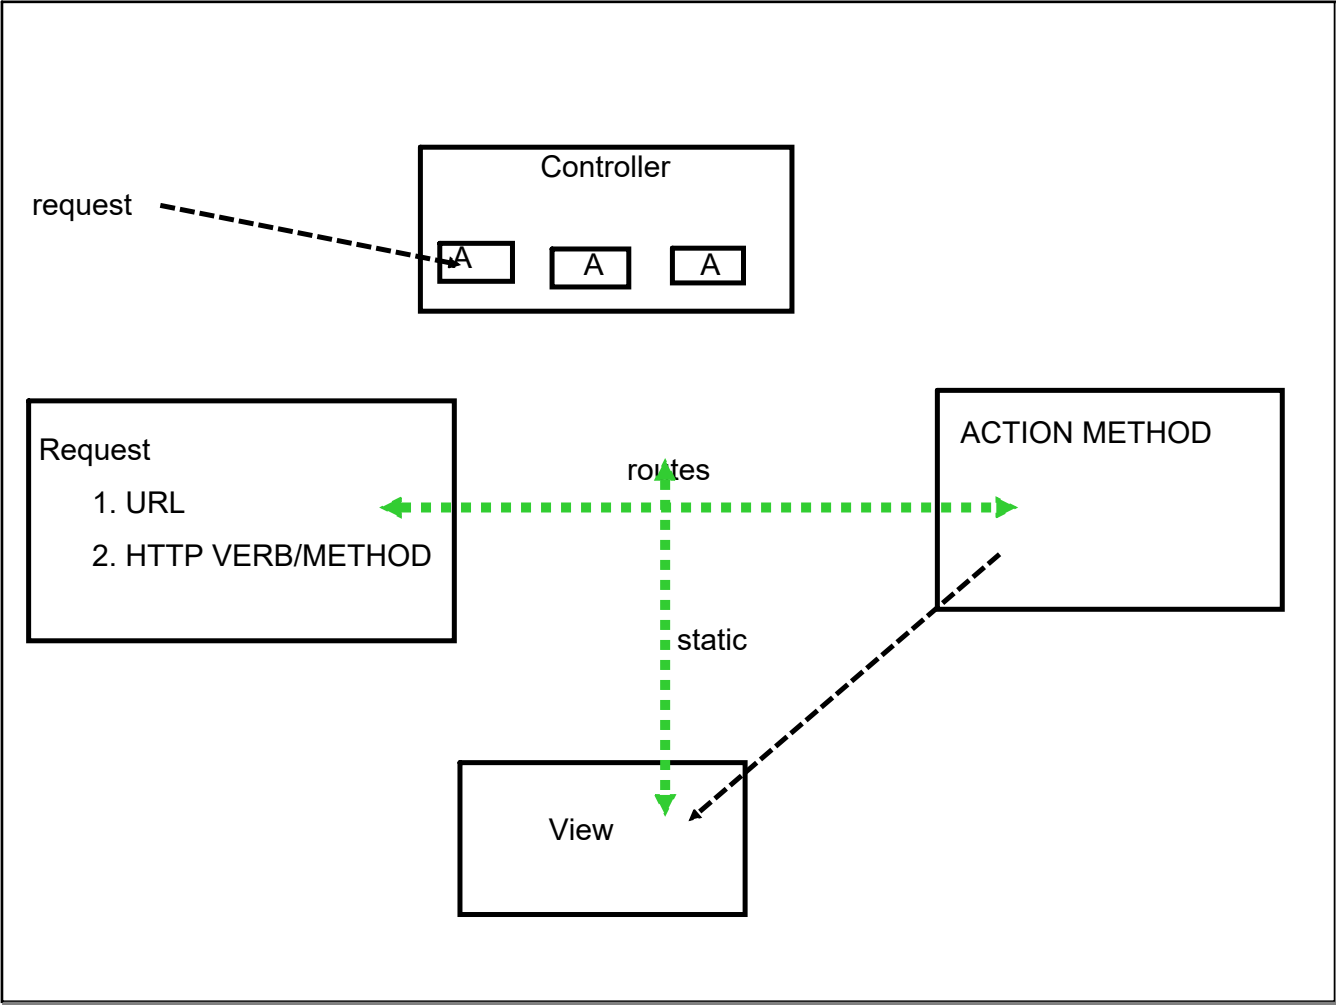 Controller
request
A
A
A
Request
ACTION METHOD
routes
1. URL
2. HTTP VERB/METHOD
static
View